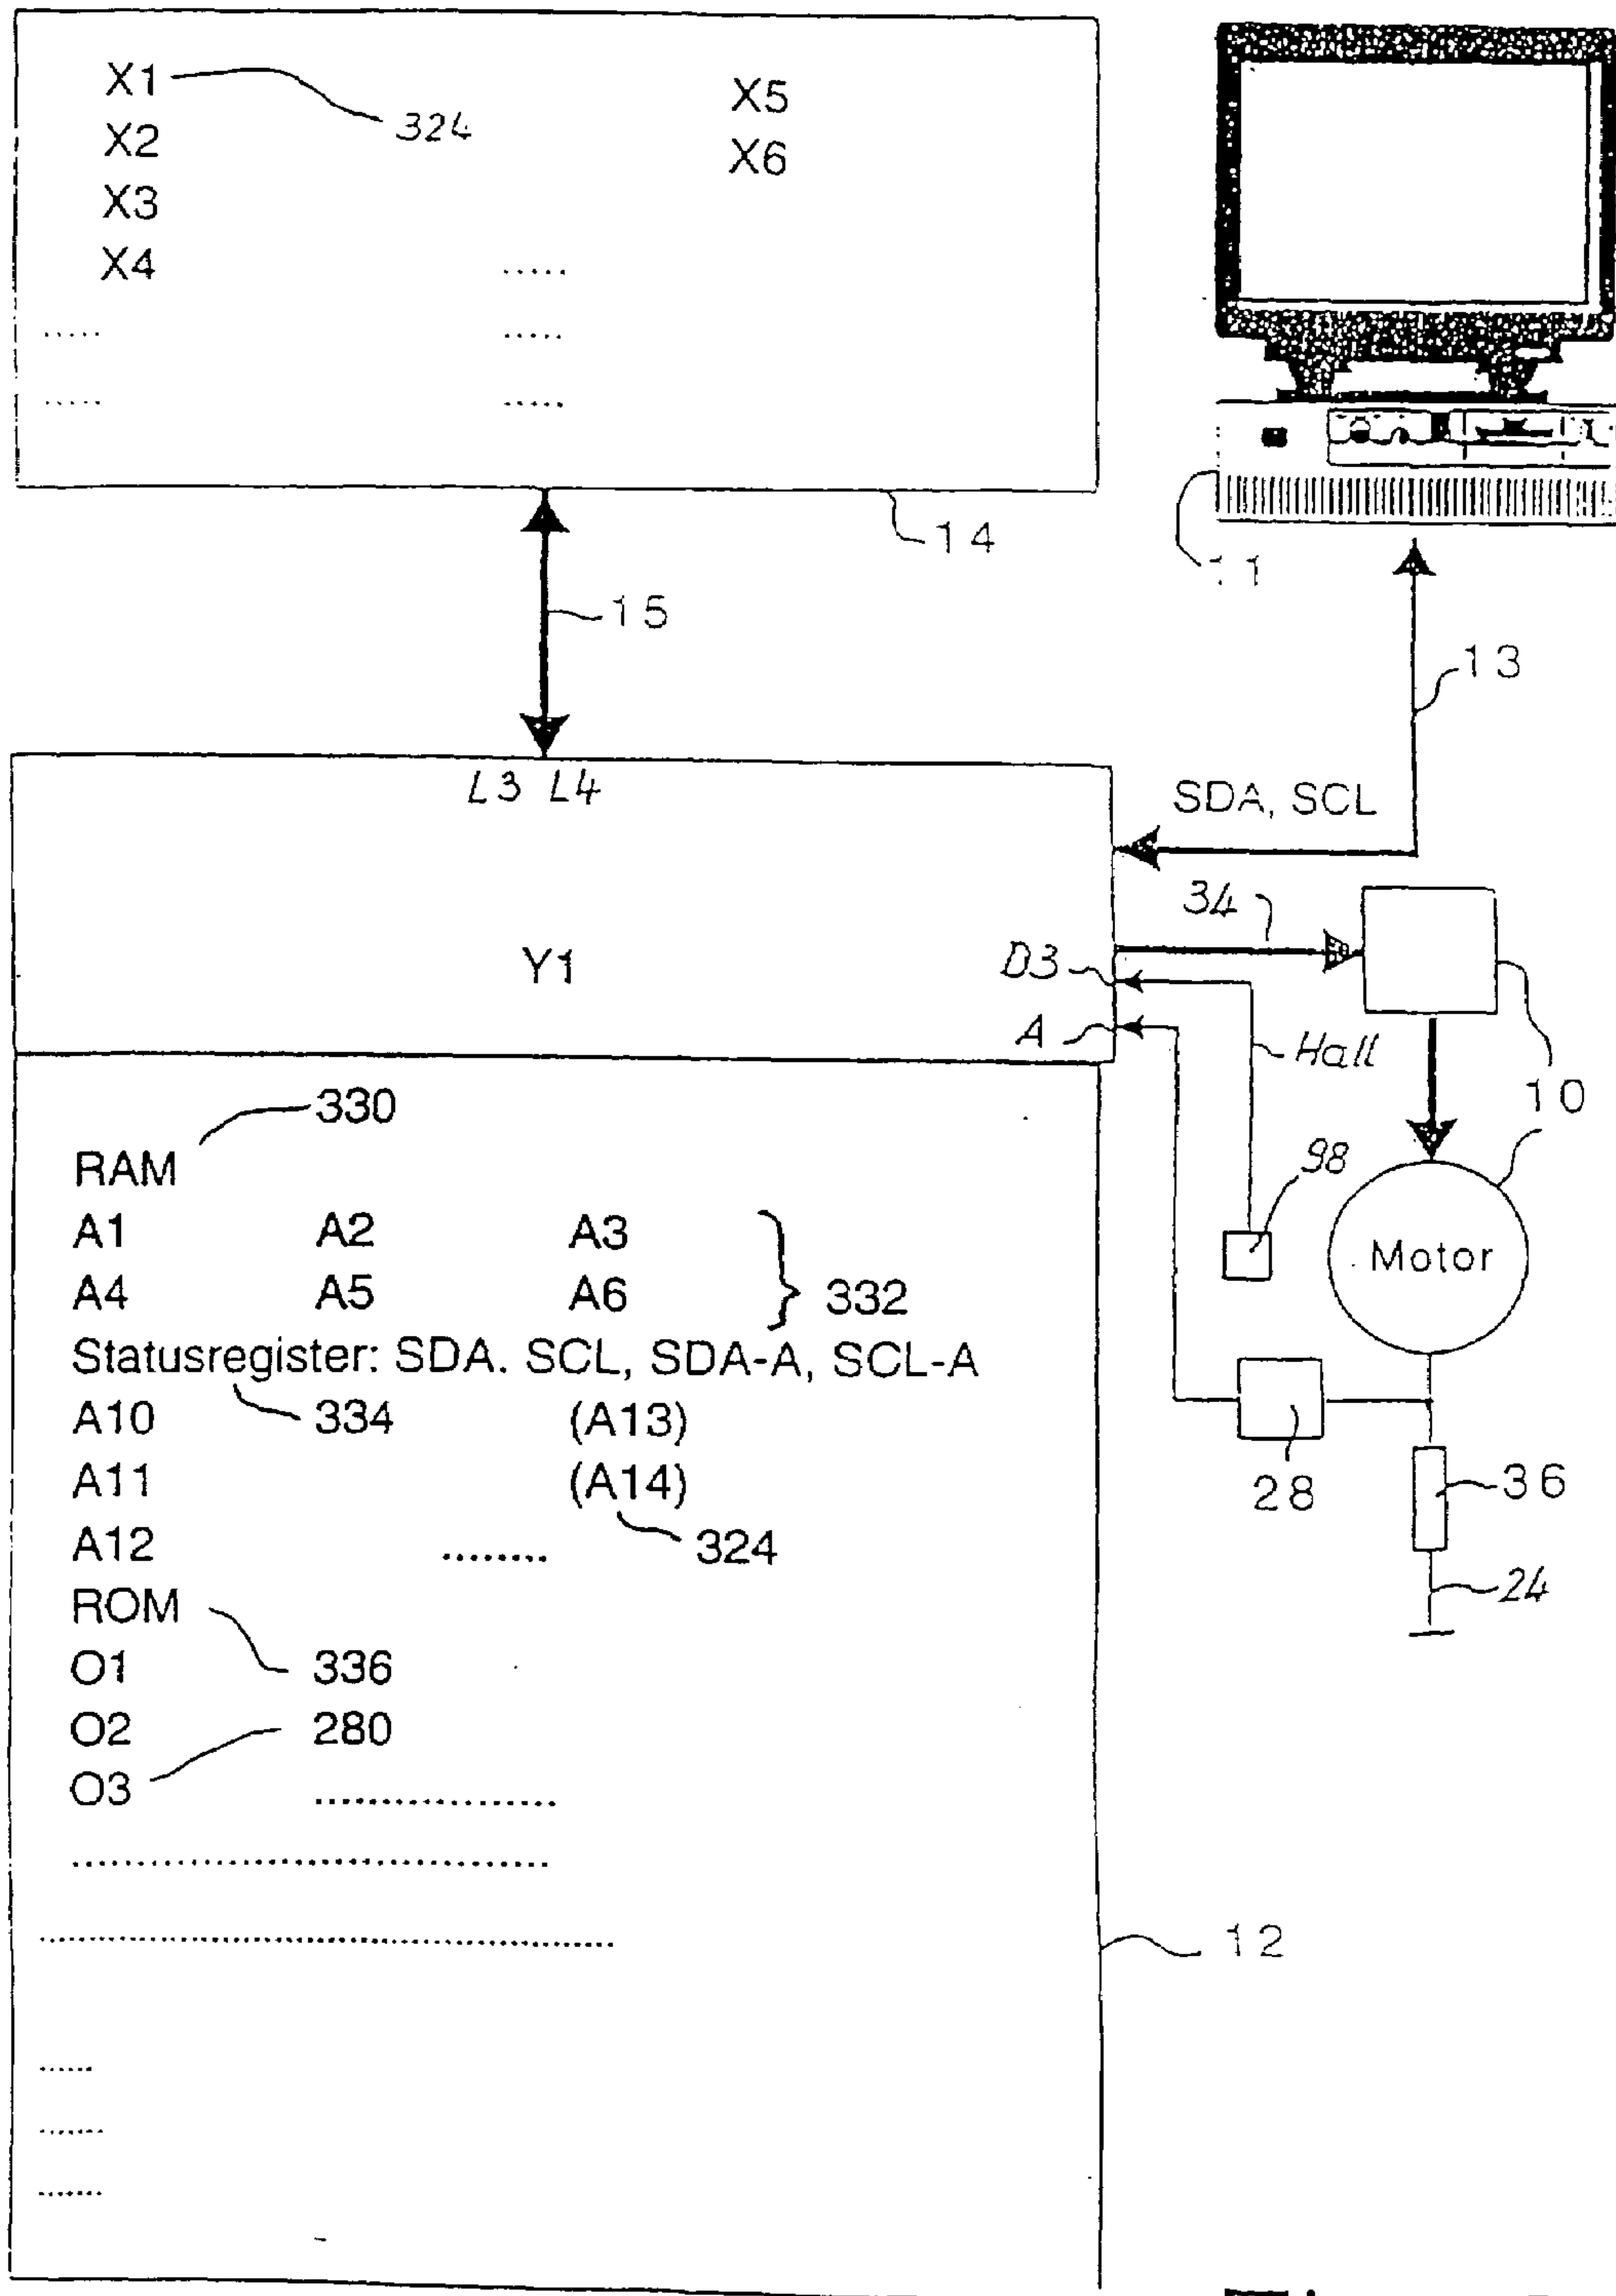 X1
324
X5
X2
X6
X3
X4
.....
..... .....
..... .....
14
11
15
13
L3 L4
SDA, SCL
34
Y1
D3
A
Hall
10
330
RAM
98
A1 A2 A3
Motor
A4 A5 A6
332
Statusregister: SDA. SCL, SDA-A, SCL-A
A10 334 (A13)
A11 (A14)
28
36
A12 ........ 324
24
ROM
O1 336
O2 280
O3 ................
12